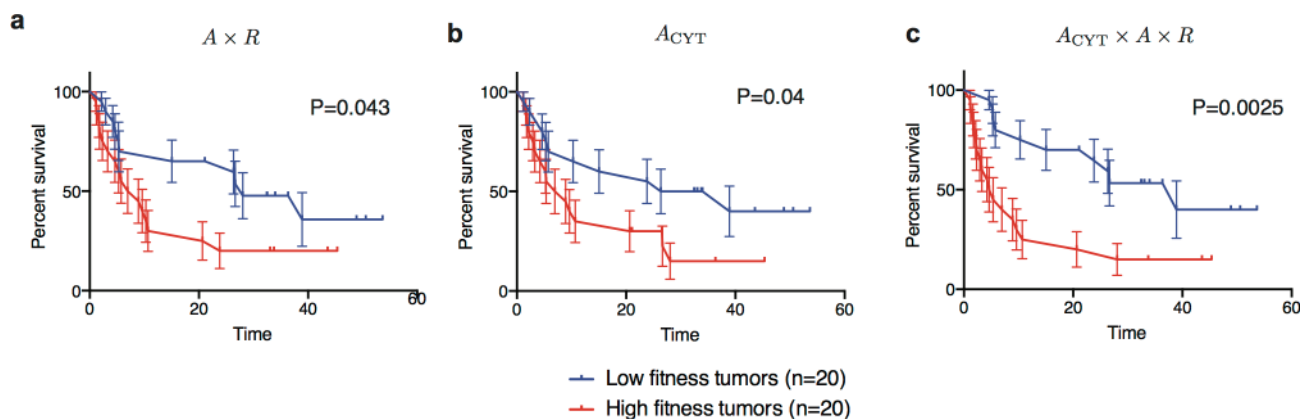 a
A × R
100
50
0
Percent survival
P=0.043
0 20 40 60
Time
b
A_CYT
100
50
0
Percent survival
P=0.04
0 20 40 60
Time
c
A_CYT × A × R
100
50
0
Percent survival
P=0.0025
0 20 40 60
Time
Low fitness tumors (n=20)
High fitness tumors (n=20)